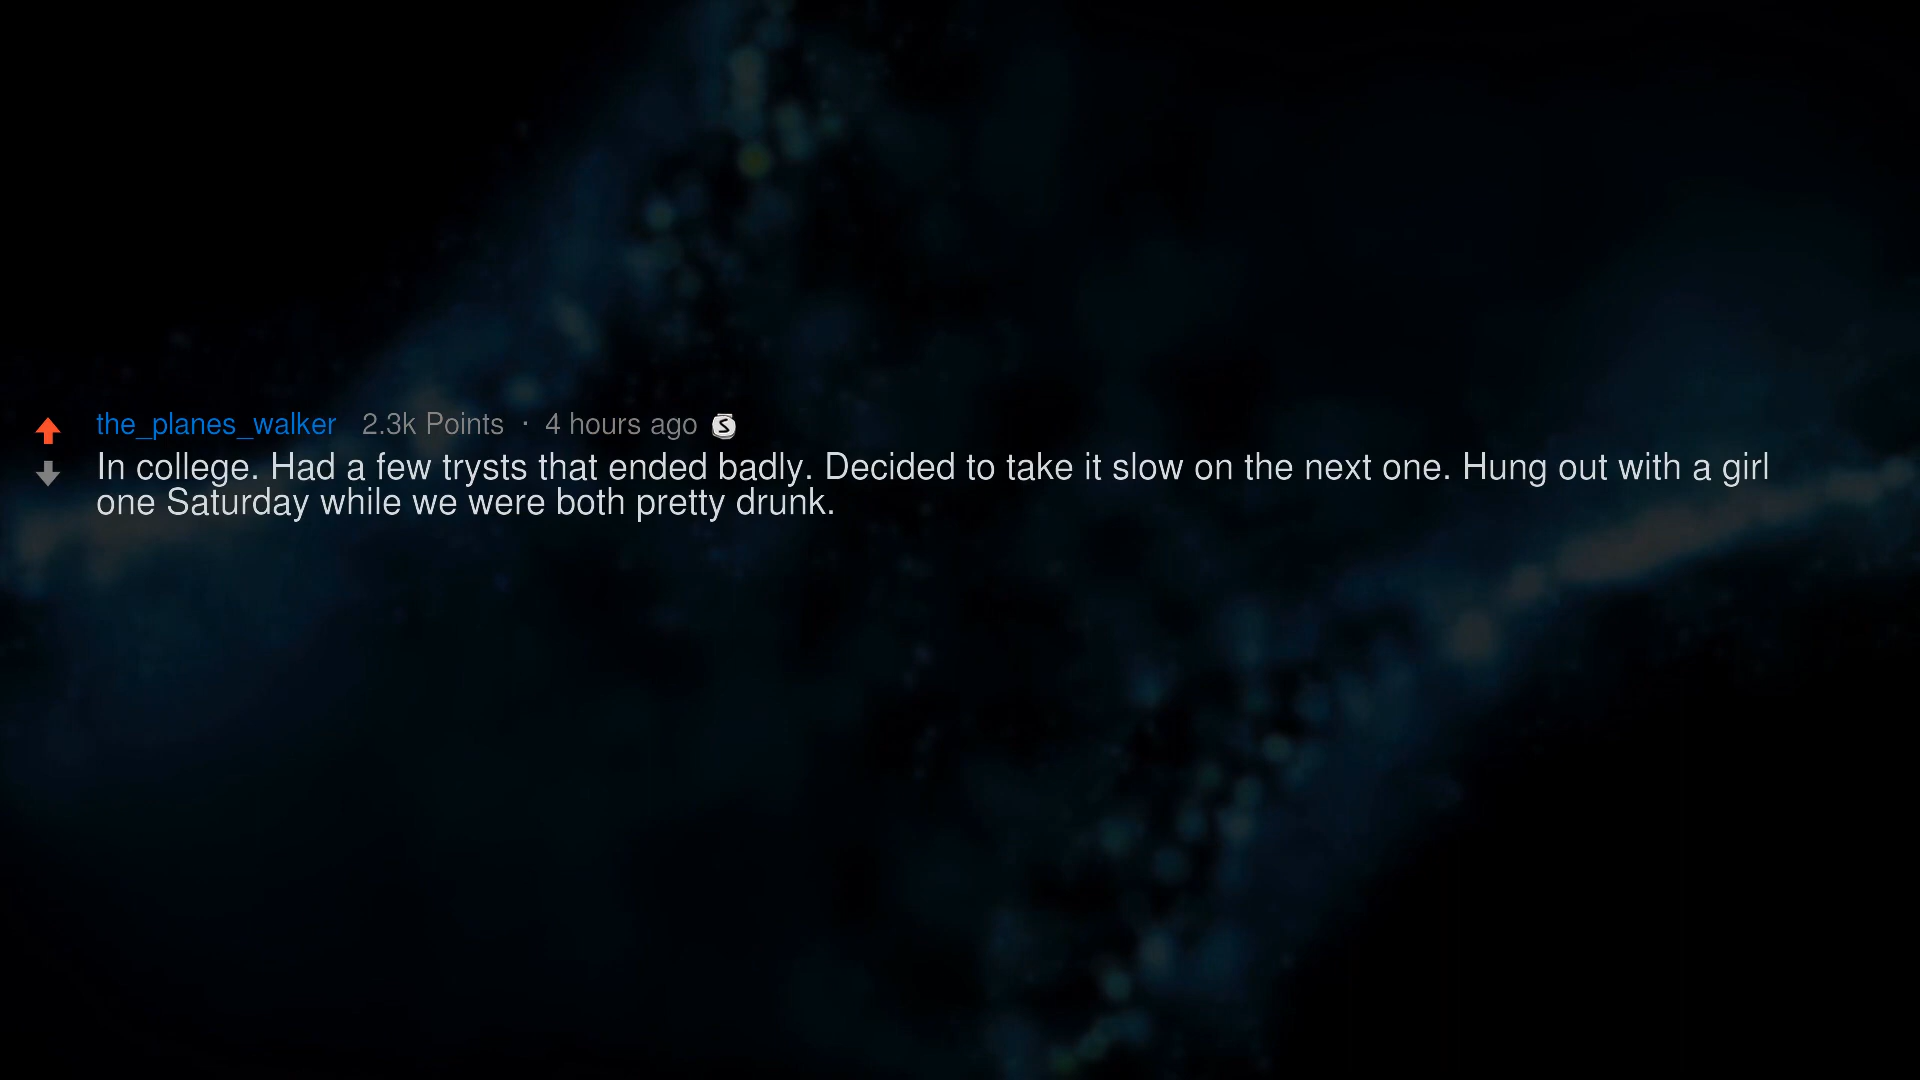 the_planes_walker 2.3k Points · 4 hours ago S
In college. Had a few trysts that ended badly. Decided to take it slow on the next one. Hung out with a girl
one Saturday while we were both pretty drunk.